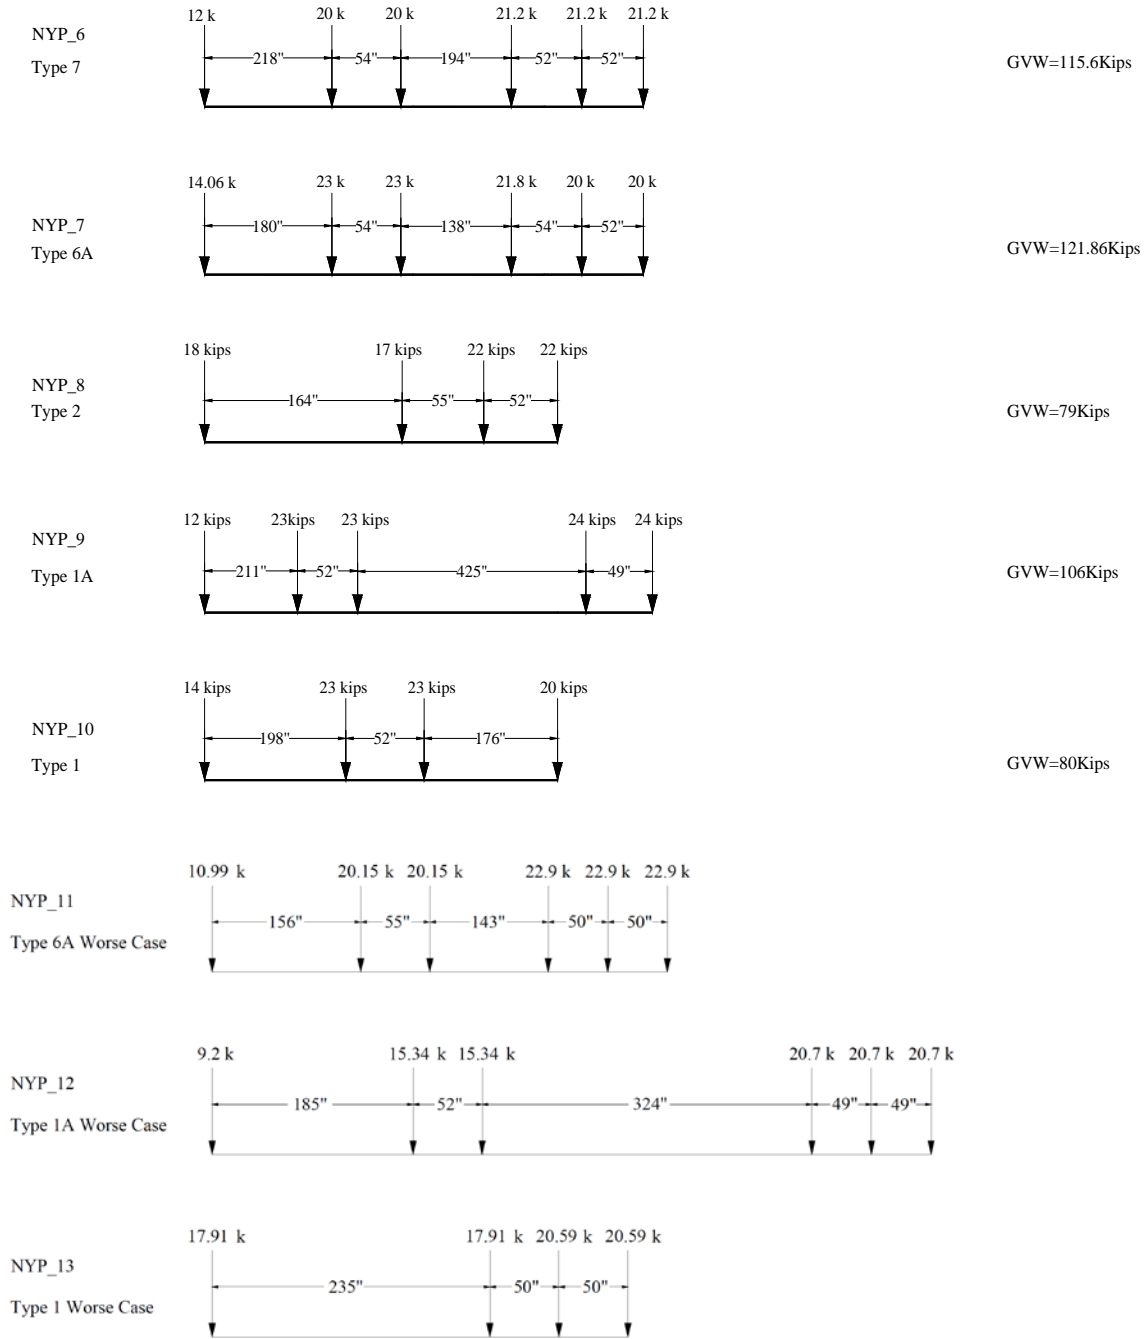 12 k 20 k 20 k 21.2 k 21.2 k 21.2 k
NYP_6
218" 54" 194" 52" 52"
Type 7
GVW=115.6Kips
14.06 k 23 k 23 k 21.8 k 20 k 20 k
NYP_7
180" 54" 138" 54" 52"
Type 6A
GVW=121.86Kips
18 kips 17 kips 22 kips 22 kips
NYP_8
164" 55" 52"
Type 2
GVW=79Kips
12 kips 23kips 23 kips 24 kips 24 kips
NYP_9
211" 52" 425" 49"
Type 1A
GVW=106Kips
14 kips 23 kips 23 kips 20 kips
NYP_10
198" 52" 176"
Type 1
GVW=80Kips
10.99 k 20.15 k 20.15 k 22.9 k 22.9 k 22.9 k
NYP_11
156" 55" 143" 50" 50"
Type 6A Worse Case
9.2 k 15.34 k 15.34 k 20.7 k 20.7 k 20.7 k
NYP_12
185" 52" 324" 49" 49"
Type 1A Worse Case
17.91 k 17.91 k 20.59 k 20.59 k
NYP_13
235" 50" 50"
Type 1 Worse Case